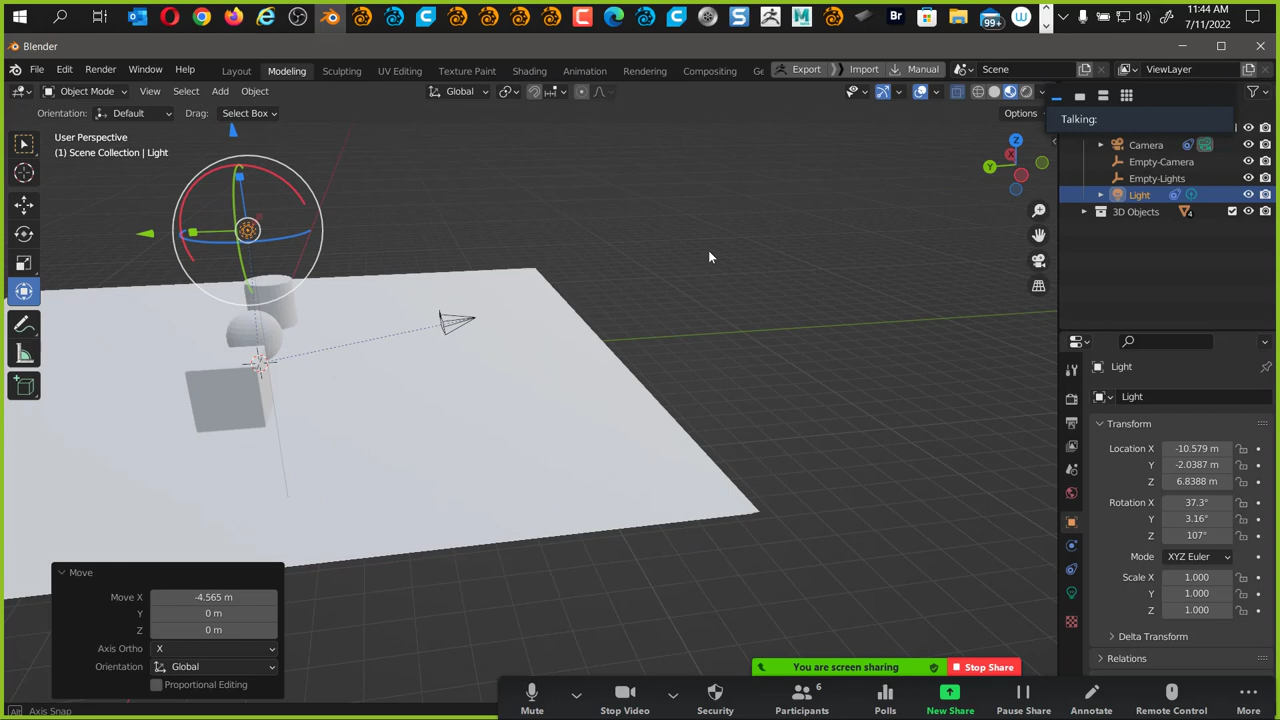 99+
11:44 AM
7/11/2022
Blender
File Edit Render Window Help
Layout Modeling Sculpting UV Editing Texture Paint Shading Animation Rendering Compositing Ge
Export Import Manual
Scene
ViewLayer
Object Mode View Select Add Object
Global
Orientation: Default Drag: Select Box
Options
Talking:
User Perspective
(1) Scene Collection | Light
Z
X
Y
Camera
Empty-Camera
Empty-Lights
Light
3D Objects
4
Light
Light
Transform
Location X -10.579 m
Y -2.0387 m
Z 6.8388 m
Rotation X 37.3°
Y 3.16°
Z 107°
Mode XYZ Euler
Scale X 1.000
Y 1.000
Z 1.000
Delta Transform
Relations
Move
Move X -4.565 m
Y 0 m
Z 0 m
Axis Ortho X
Orientation Global
Proportional Editing
You are screen sharing Stop Share
Alt Axis Snap
6
Mute Stop Video Security Participants Polls New Share Pause Share Annotate Remote Control More